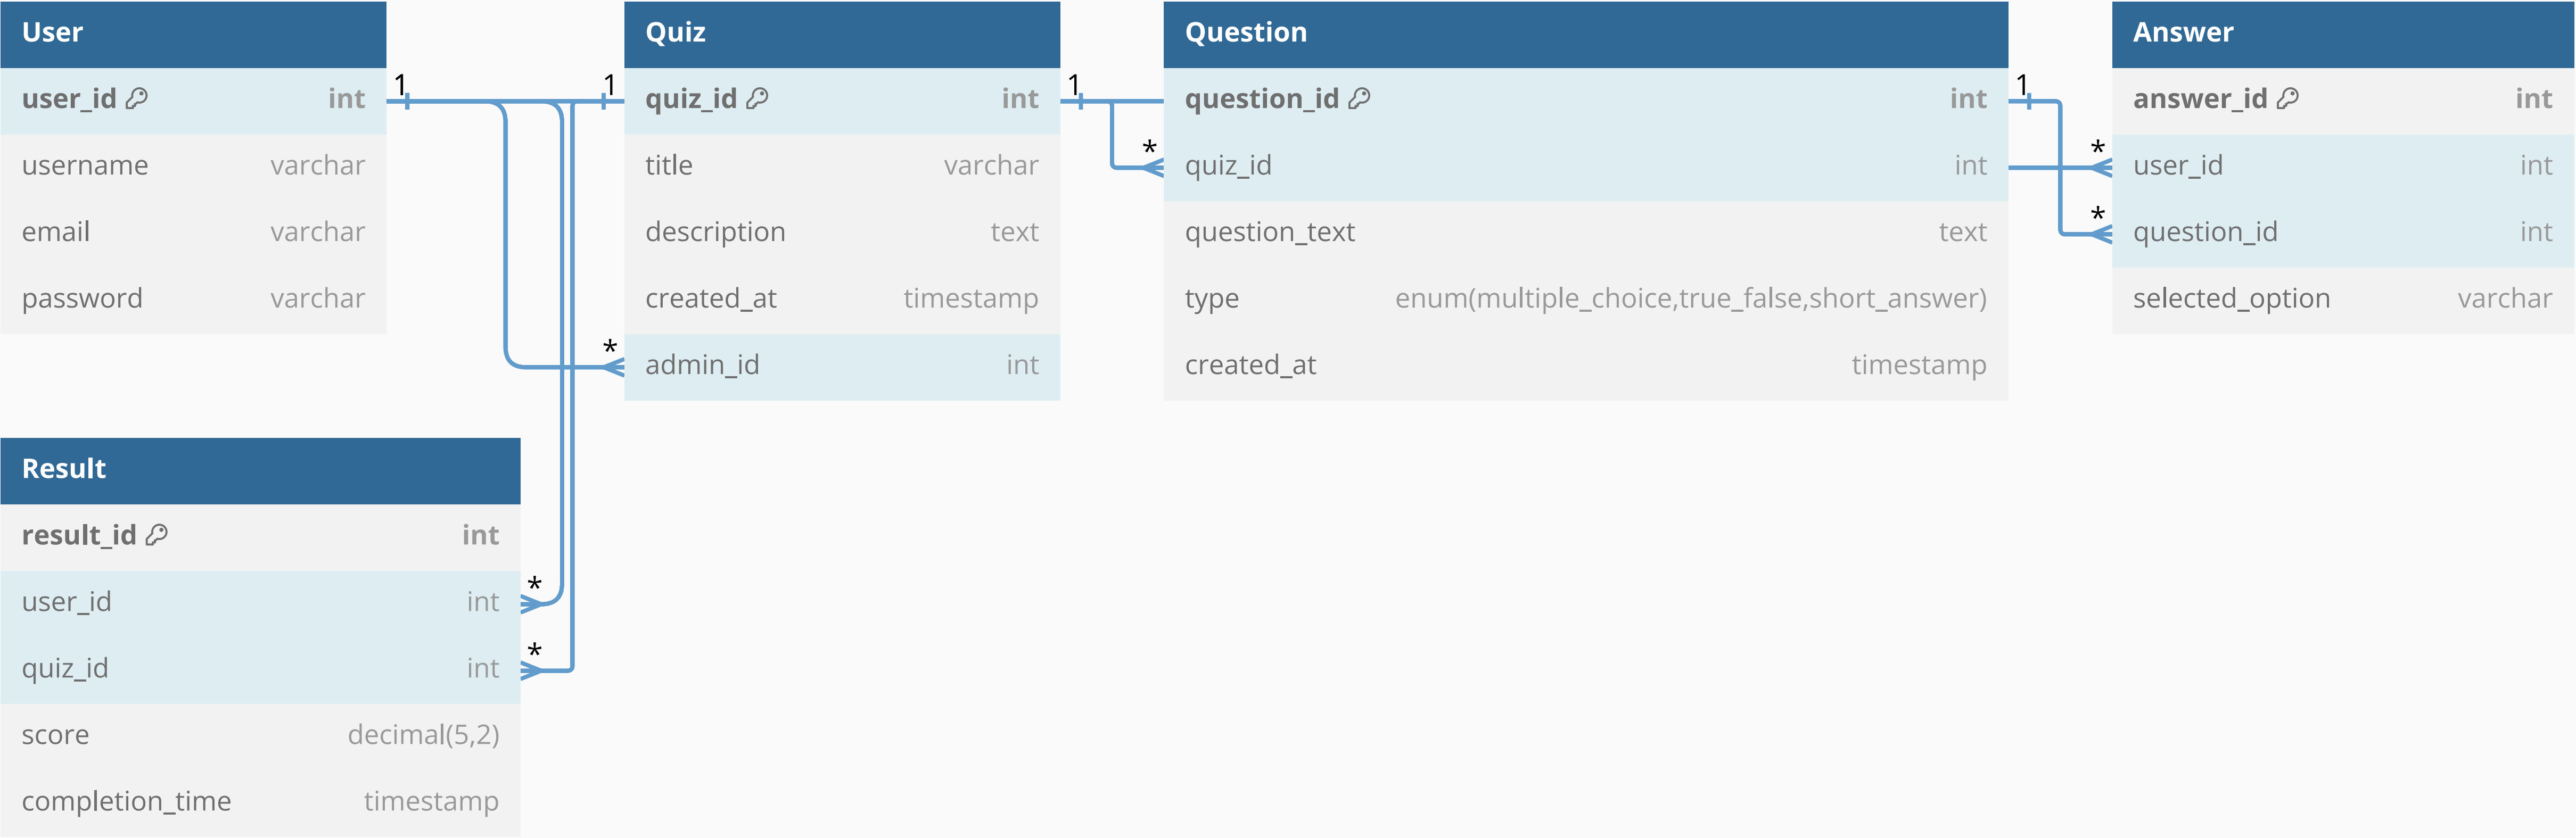 User
user_id int
username varchar
email varchar
password varchar
1
1
Quiz
quiz_id int
title varchar
description text
created_at timestamp
* admin_id int
1
*
Question
question_id int
quiz_id int
question_text text
type enum(multiple_choice,true_false,short_answer)
created_at timestamp
1
*
*
Answer
answer_id int
user_id int
question_id int
selected_option varchar
Result
result_id int
user_id int *
quiz_id int *
score decimal(5,2)
completion_time timestamp